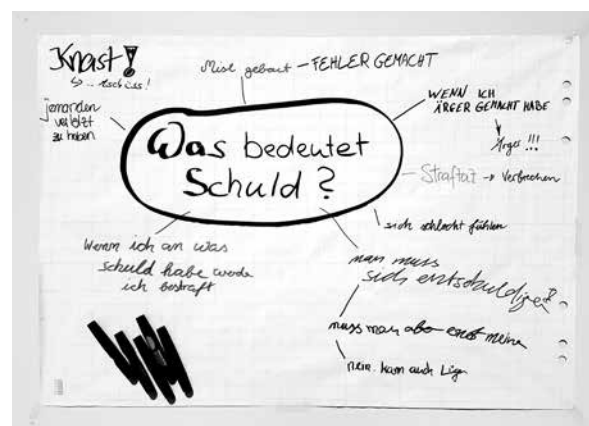 Knast!
↳ ... tschüss!
Mist gebaut – FEHLER GEMACHT
WENN ICH
ÄRGER GEMACHT HABE
Ärger !!!
jemanden
verletzt
zu haben
Was bedeutet
Schuld?
Straftat → Verbrechen
sich schlecht fühlen
Wenn ich an was
schuld habe werde
ich bestraft
man muss
sich entschuldigen
muss man aber ernst meinen
nein. kann auch Lügen